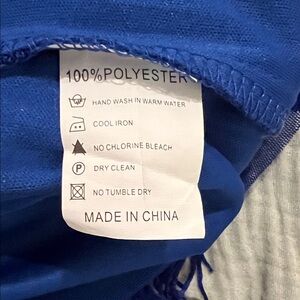 100%POLYESTER
HAND WASH IN WARM WATER
COOL IRON
NO CHLORINE BLEACH
P DRY CLEAN
NO TUMBLE DRY
MADE IN CHINA